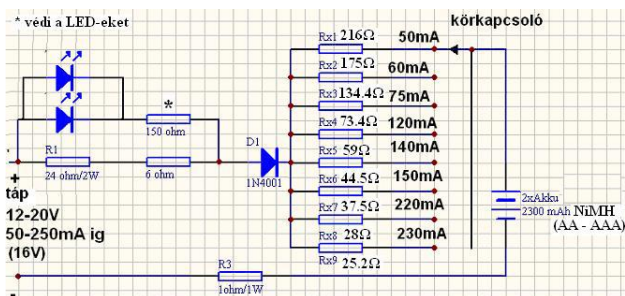 * védi a LED-eket
körkapcsoló
Rx1 216Ω 50mA
Rx2 175Ω 60mA
Rx3 134.4Ω 75mA
Rx4 73.4Ω 120mA
Rx5 59Ω 140mA
Rx6 44.5Ω 150mA
Rx7 37.5Ω 220mA
Rx8 28Ω 230mA
Rx9 25.2Ω
*
150 ohm
R1
24 ohm/2W
6 ohm
D1
1N4001
+
táp
12-20V
50-250mA ig
(16V)
-
R3
1ohm/1W
2xAkku
2300 mAh NiMH
(AA - AAA)